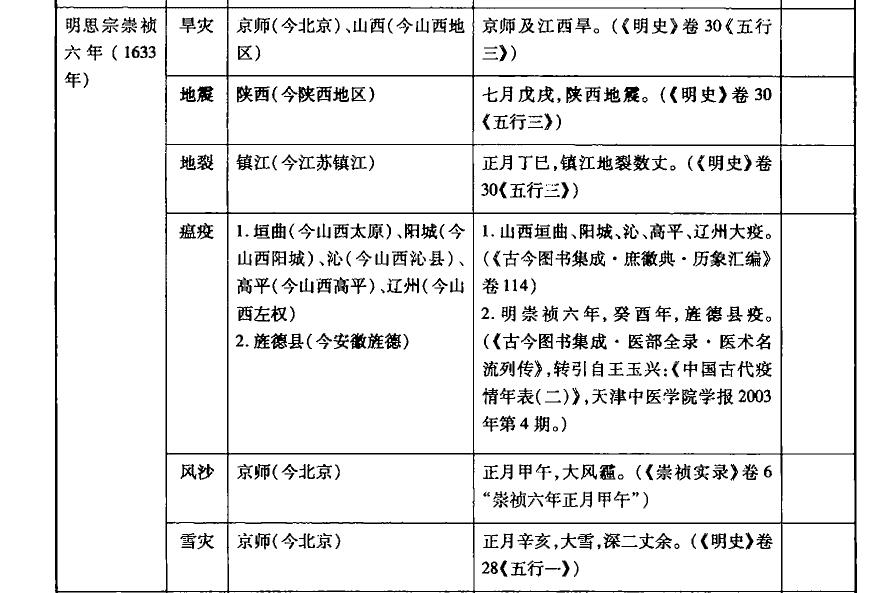 明思宗崇祯
六年(1633
年)
旱灾
京师(今北京)、山西(今山西地
区)
京师及江西旱。(《明史》卷30《五行
三》)
地震
陕西(今陕西地区)
七月戊戌,陕西地震。(《明史》卷30
《五行三》)
地裂
镇江(今江苏镇江)
正月丁巳,镇江地裂数丈。(《明史》卷
30《五行三》)
瘟疫
1.垣曲(今山西太原)、阳城(今
山西阳城)、沁(今山西沁县)、
高平(今山西高平)、辽州(今山
西左权)
2.旌德县(今安徽旌德)
1.山西垣曲、阳城、沁、高平、辽州大疫。
(《古今图书集成·庶徽典·历象汇编》
卷114)
2.明崇祯六年,癸酉年,旌德县疫。
(《古今图书集成·医部全录·医术名
流列传》,转引自王玉兴:《中国古代疫
情年表(二)》,天津中医学院学报2003
年第4期。)
风沙
京师(今北京)
正月甲午,大风霾。(《崇祯实录》卷6
“崇祯六年正月甲午”)
雪灾
京师(今北京)
正月辛亥,大雪,深二丈余。(《明史》卷
28《五行一》)